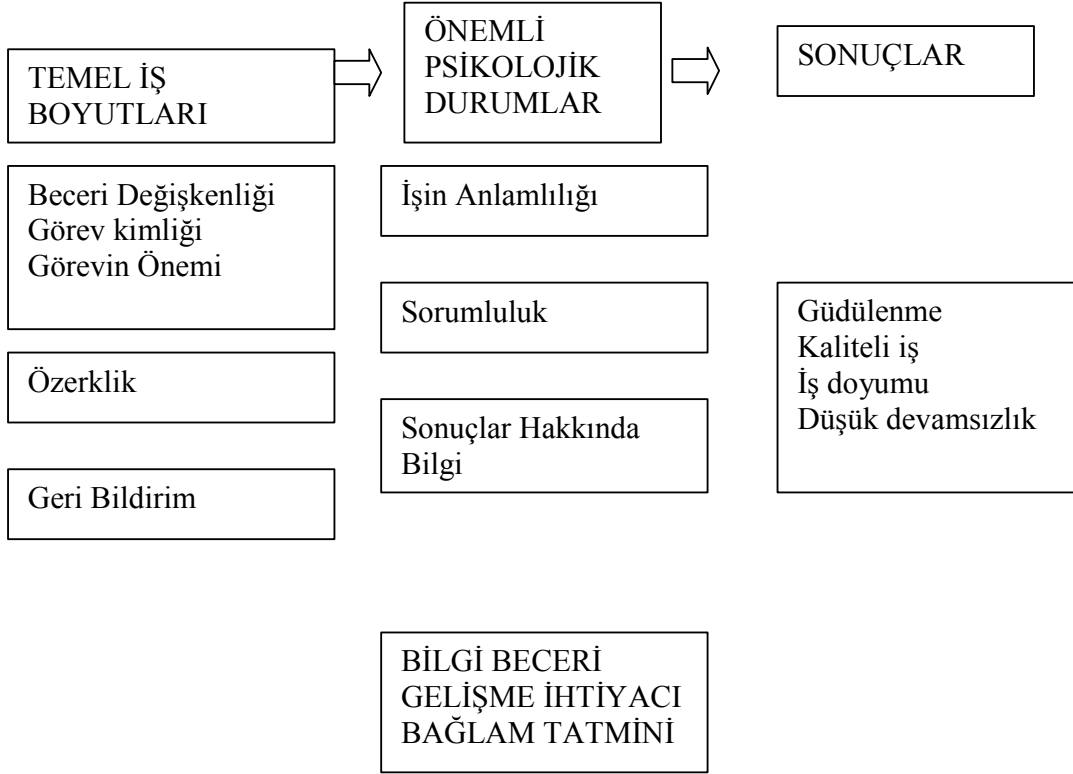 TEMEL İŞ
BOYUTLARI
ÖNEMLİ
PSİKOLOJİK
DURUMLAR
SONUÇLAR
Beceri Değişkenliği
Görev kimliği
Görevin Önemi
Özerklik
Geri Bildirim
İşin Anlamlılığı
Sorumluluk
Sonuçlar Hakkında
Bilgi
Güdülenme
Kaliteli iş
İş doyumu
Düşük devamsızlık
BİLGİ BECERİ
GELİŞME İHTİYACI
BAĞLAM TATMİNİ